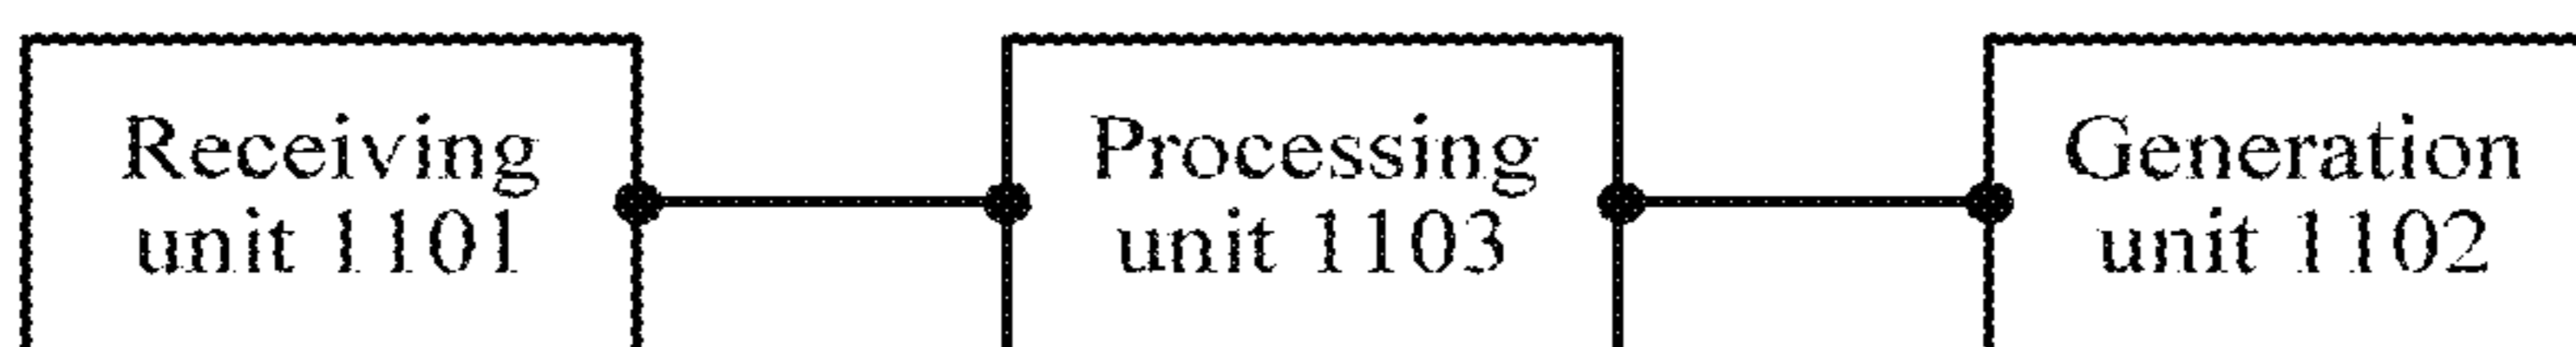 Receiving
unit 1101
Processing
unit 1103
Generation
unit 1102